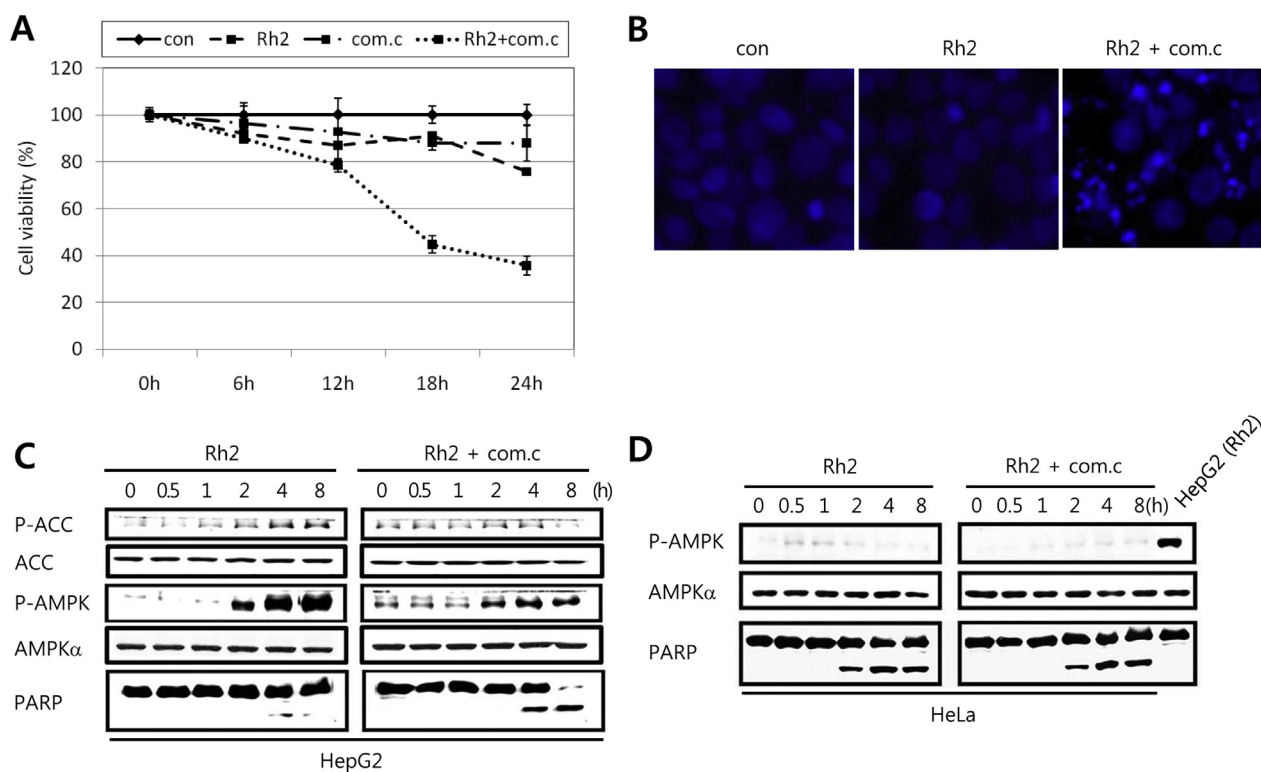 A
con Rh2 com.c Rh2+com.c
Cell viability (%)
120
100
80
60
40
20
0
0h 6h 12h 18h 24h
B
con Rh2 Rh2 + com.c
C
Rh2 Rh2 + com.c
0 0.5 1 2 4 8 0 0.5 1 2 4 8 (h)
P-ACC
ACC
P-AMPK
AMPKα
PARP
HepG2
D
Rh2 Rh2 + com.c HepG2 (Rh2)
0 0.5 1 2 4 8 0 0.5 1 2 4 8(h)
P-AMPK
AMPKα
PARP
HeLa